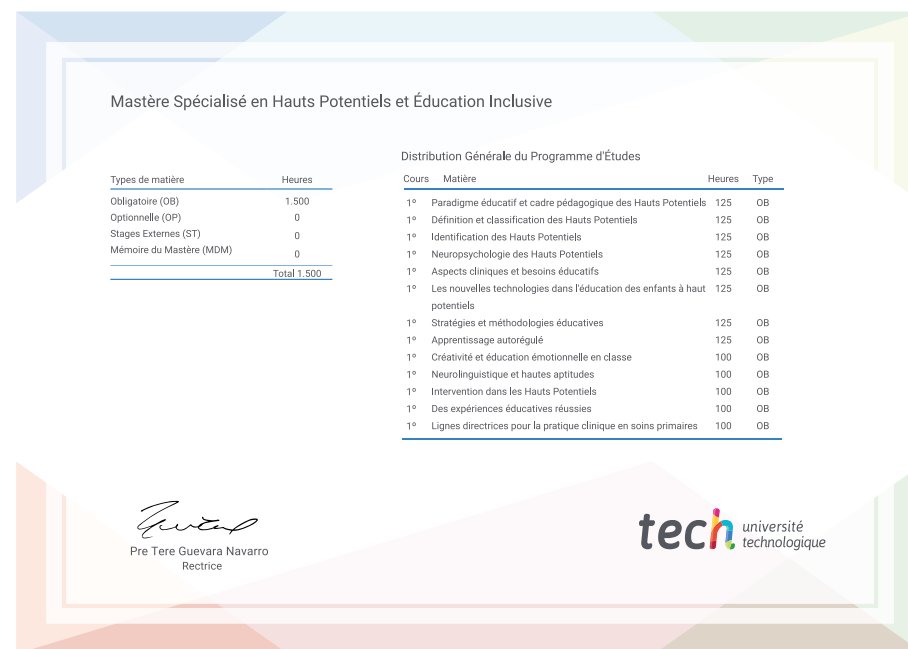 Mastère Spécialisé en Hauts Potentiels et Éducation Inclusive
Types de matière Heures
Obligatoire (OB) 1.500
Optionnelle (OP) 0
Stages Externes (ST) 0
Mémoire du Mastère (MDM) 0
Total 1.500
Distribution Générale du Programme d'Études
Cours Matière Heures Type
1º Paradigme éducatif et cadre pédagogique des Hauts Potentiels 125 OB
1º Définition et classification des Hauts Potentiels 125 OB
1º Identification des Hauts Potentiels 125 OB
1º Neuropsychologie des Hauts Potentiels 125 OB
1º Aspects cliniques et besoins éducatifs 125 OB
1º Les nouvelles technologies dans l'éducation des enfants à haut 125 OB
potentiels
1º Stratégies et méthodologies éducatives 125 OB
1º Apprentissage autorégulé 125 OB
1º Créativité et éducation émotionnelle en classe 100 OB
1º Neurolinguistique et hautes aptitudes 100 OB
1º Intervention dans les Hauts Potentiels 100 OB
1º Des expériences éducatives réussies 100 OB
1º Lignes directrices pour la pratique clinique en soins primaires 100 OB
Pre Tere Guevara Navarro
Rectrice
tech université
technologique